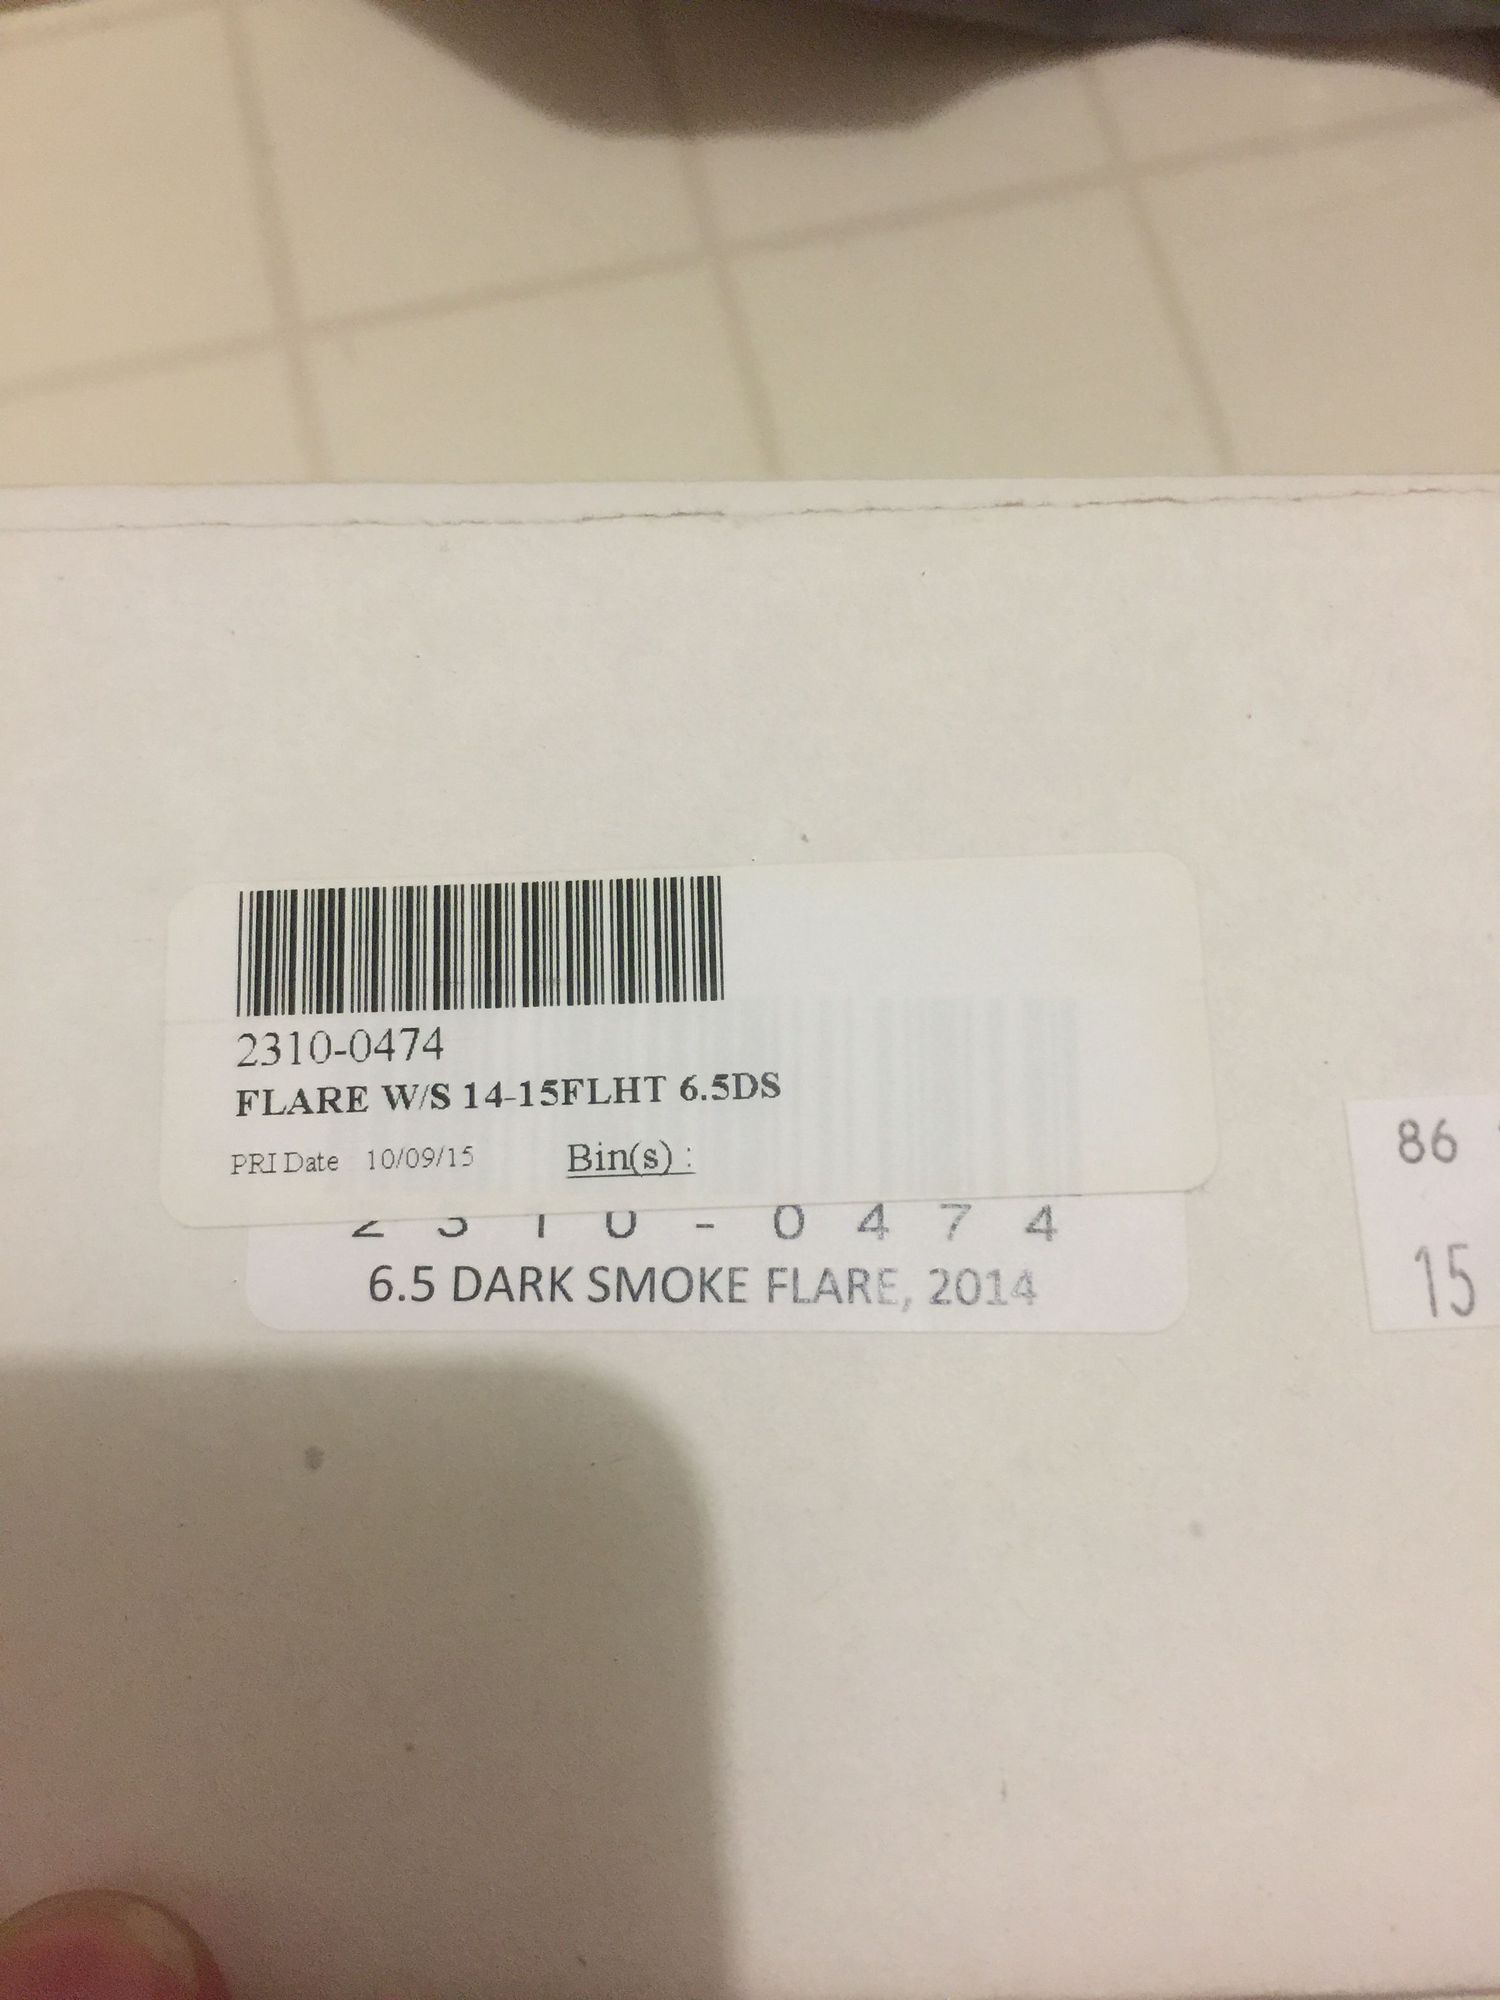 2310-0474
FLARE W/S 14-15FLHT 6.5DS
PRI Date 10/09/15 Bin(s) :
2 3 1 0 - 0 4 7 4
6.5 DARK SMOKE FLARE, 2014
86
15